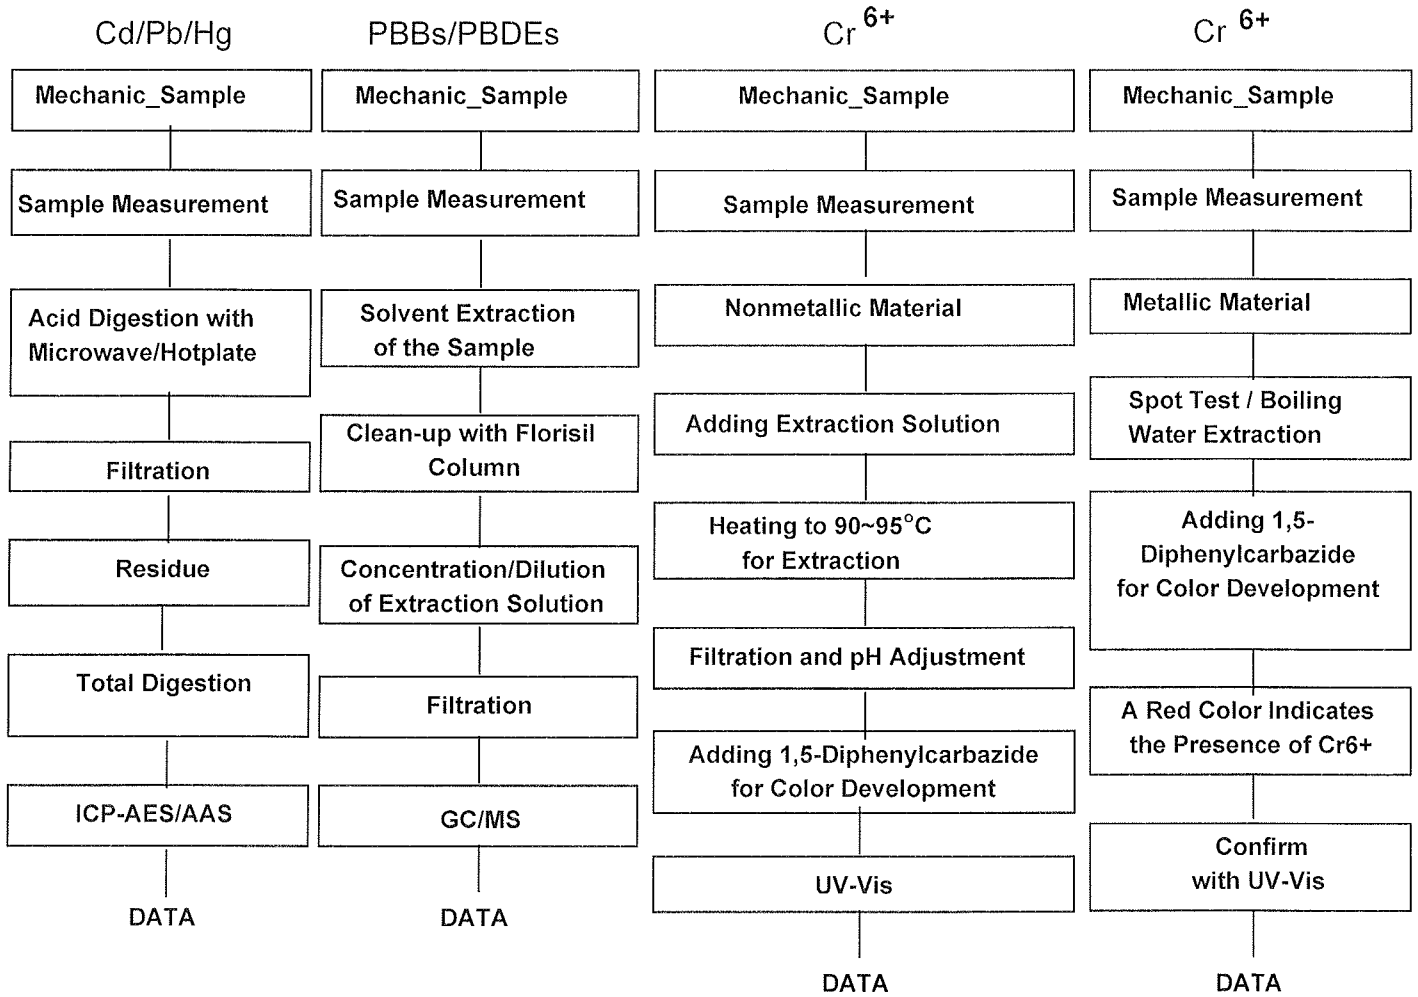 Cd/Pb/Hg
Mechanic_Sample
Sample Measurement
Acid Digestion with
Microwave/Hotplate
Filtration
Residue
Total Digestion
ICP-AES/AAS
DATA
PBBs/PBDEs
Mechanic_Sample
Sample Measurement
Solvent Extraction
of the Sample
Clean-up with Florisil
Column
Concentration/Dilution
of Extraction Solution
Filtration
GC/MS
DATA
Cr 6+
Mechanic_Sample
Sample Measurement
Nonmetallic Material
Adding Extraction Solution
Heating to 90~95°C
for Extraction
Filtration and pH Adjustment
Adding 1,5-Diphenylcarbazide
for Color Development
UV-Vis
DATA
Cr 6+
Mechanic_Sample
Sample Measurement
Metallic Material
Spot Test / Boiling
Water Extraction
Adding 1,5-
Diphenylcarbazide
for Color Development
A Red Color Indicates
the Presence of Cr6+
Confirm
with UV-Vis
DATA